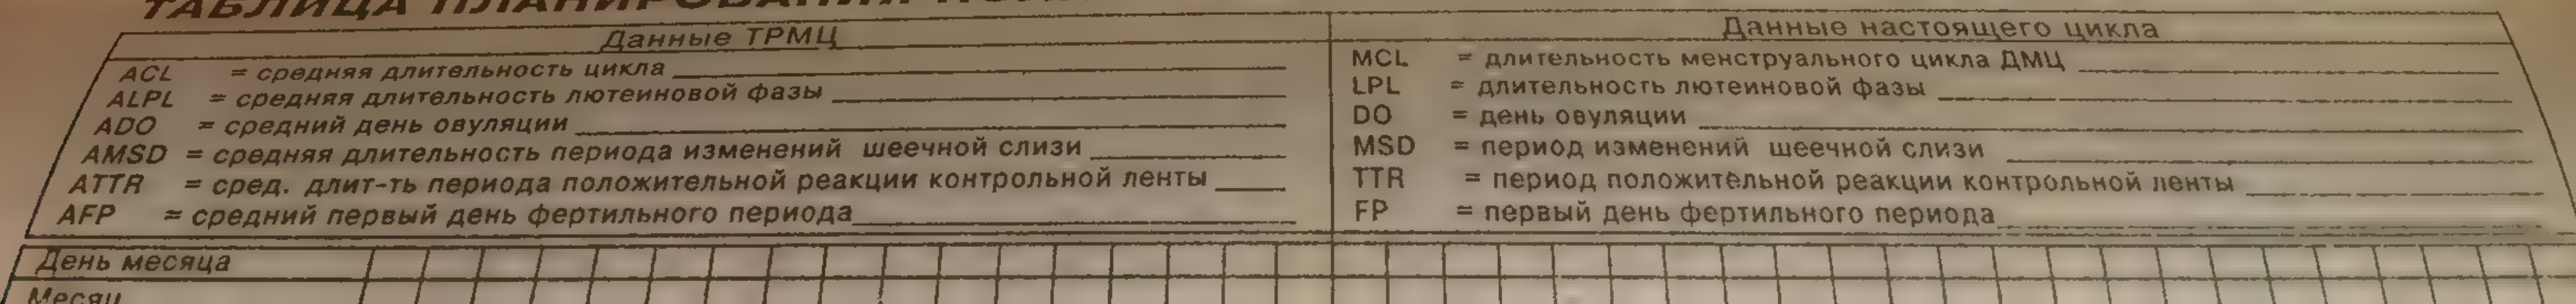 ТАБЛИЦА ПЛАНИРОВАНИЯ
Данные ТРМЦ
ACL = средняя длительность цикла
ALPL = средняя длительность лютеиновой фазы
ADO = средний день овуляции
AMSD = средняя длительность периода изменений шеечной слизи
ATTR = сред. длит-ть периода положительной реакции контрольной ленты
AFP = средний первый день фертильного периода
Данные настоящего цикла
MCL = длительность менструального цикла ДМЦ
LPL = длительность лютеиновой фазы
DO = день овуляции
MSD = период изменений шеечной слизи
TTR = период положительной реакции контрольной ленты
FP = первый день фертильного периода
День месяца
Месяц